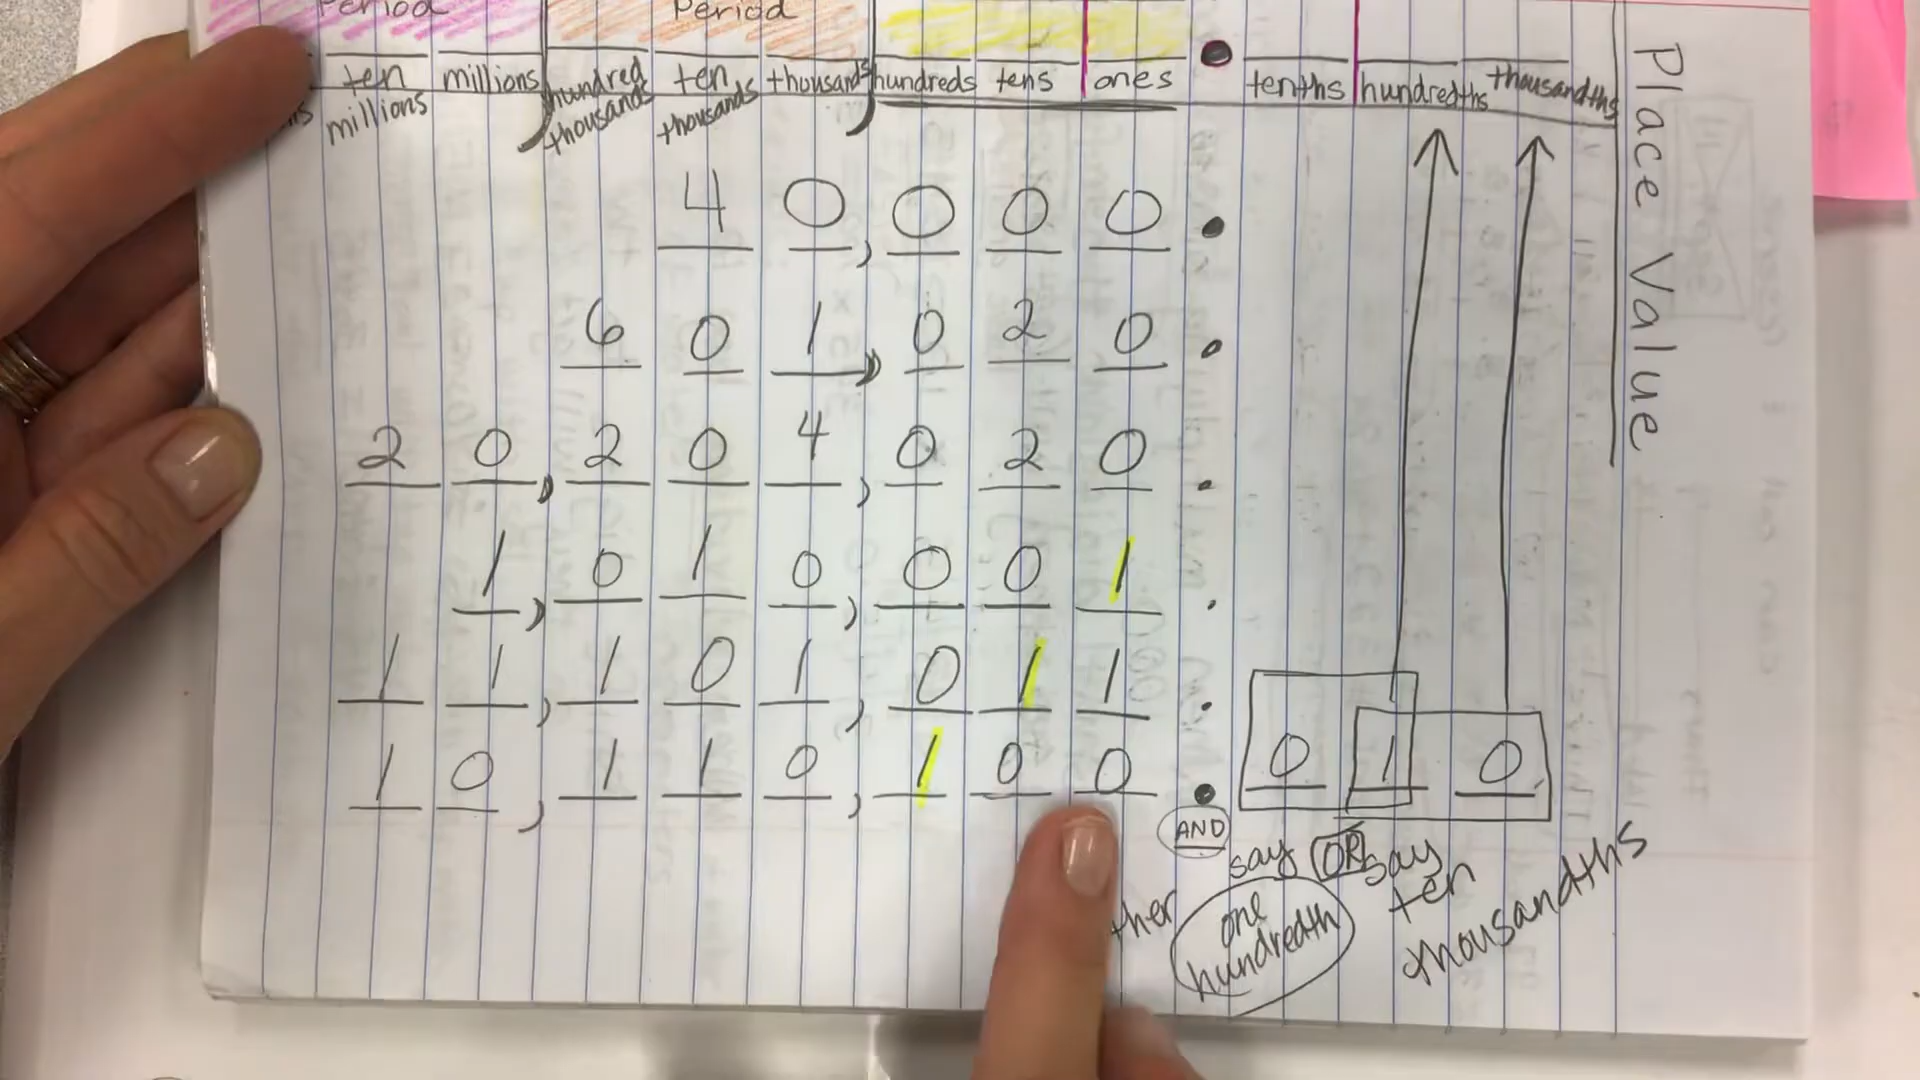 Period Period
ten millions hundred ten thousands hundreds tens ones • tenths hundredths thousandths
millions thousands thousands
Place Value
4 0, 0 0 0 .
6 0 1, 0 2 0 .
2 0, 2 0 4, 0 2 0 .
1, 0 1 0, 0 0 1 .
1 1, 1 0 1, 0 1 1 .
1 0, 1 1 0, 1 0 0 . 0 1 0
AND
say OR say
one hundredth
ten thousandths